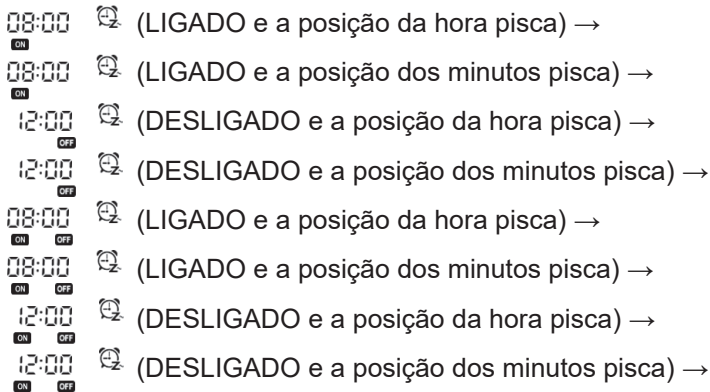 08:00 (LIGADO e a posição da hora pisca) →
ON
08:00 (LIGADO e a posição dos minutos pisca) →
ON
12:00 (DESLIGADO e a posição da hora pisca) →
OFF
12:00 (DESLIGADO e a posição dos minutos pisca) →
OFF
08:00 (LIGADO e a posição da hora pisca) →
ON OFF
08:00 (LIGADO e a posição dos minutos pisca) →
ON OFF
12:00 (DESLIGADO e a posição da hora pisca) →
ON OFF
12:00 (DESLIGADO e a posição dos minutos pisca) →
ON OFF